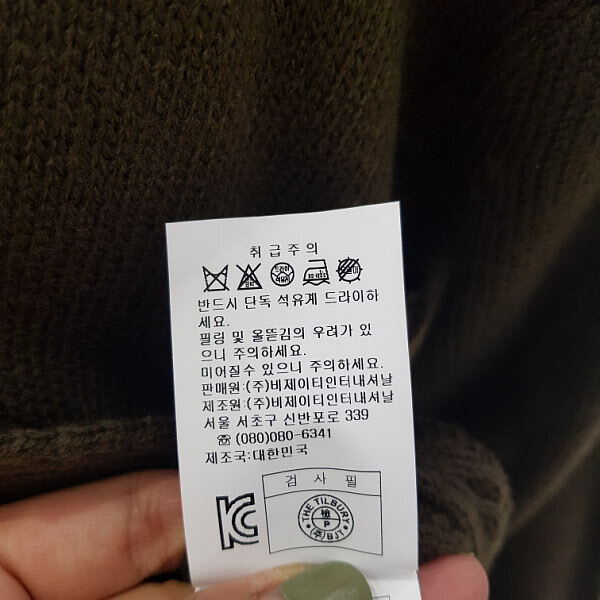 취급주의
반드시 단독 석유계 드라이하
세요.
필링 및 올뜯김의 우려가 있
으니 주의하세요.
미어질수 있으니 주의하세요.
판매원:(주)비제이티인터내셔날
제조원:(주)비제이티인터내셔날
서울 서초구 신반포로 339
☎ (080)080-6341
제조국:대한민국
검사필
THE TILBURY
檢
P
(주)BJT